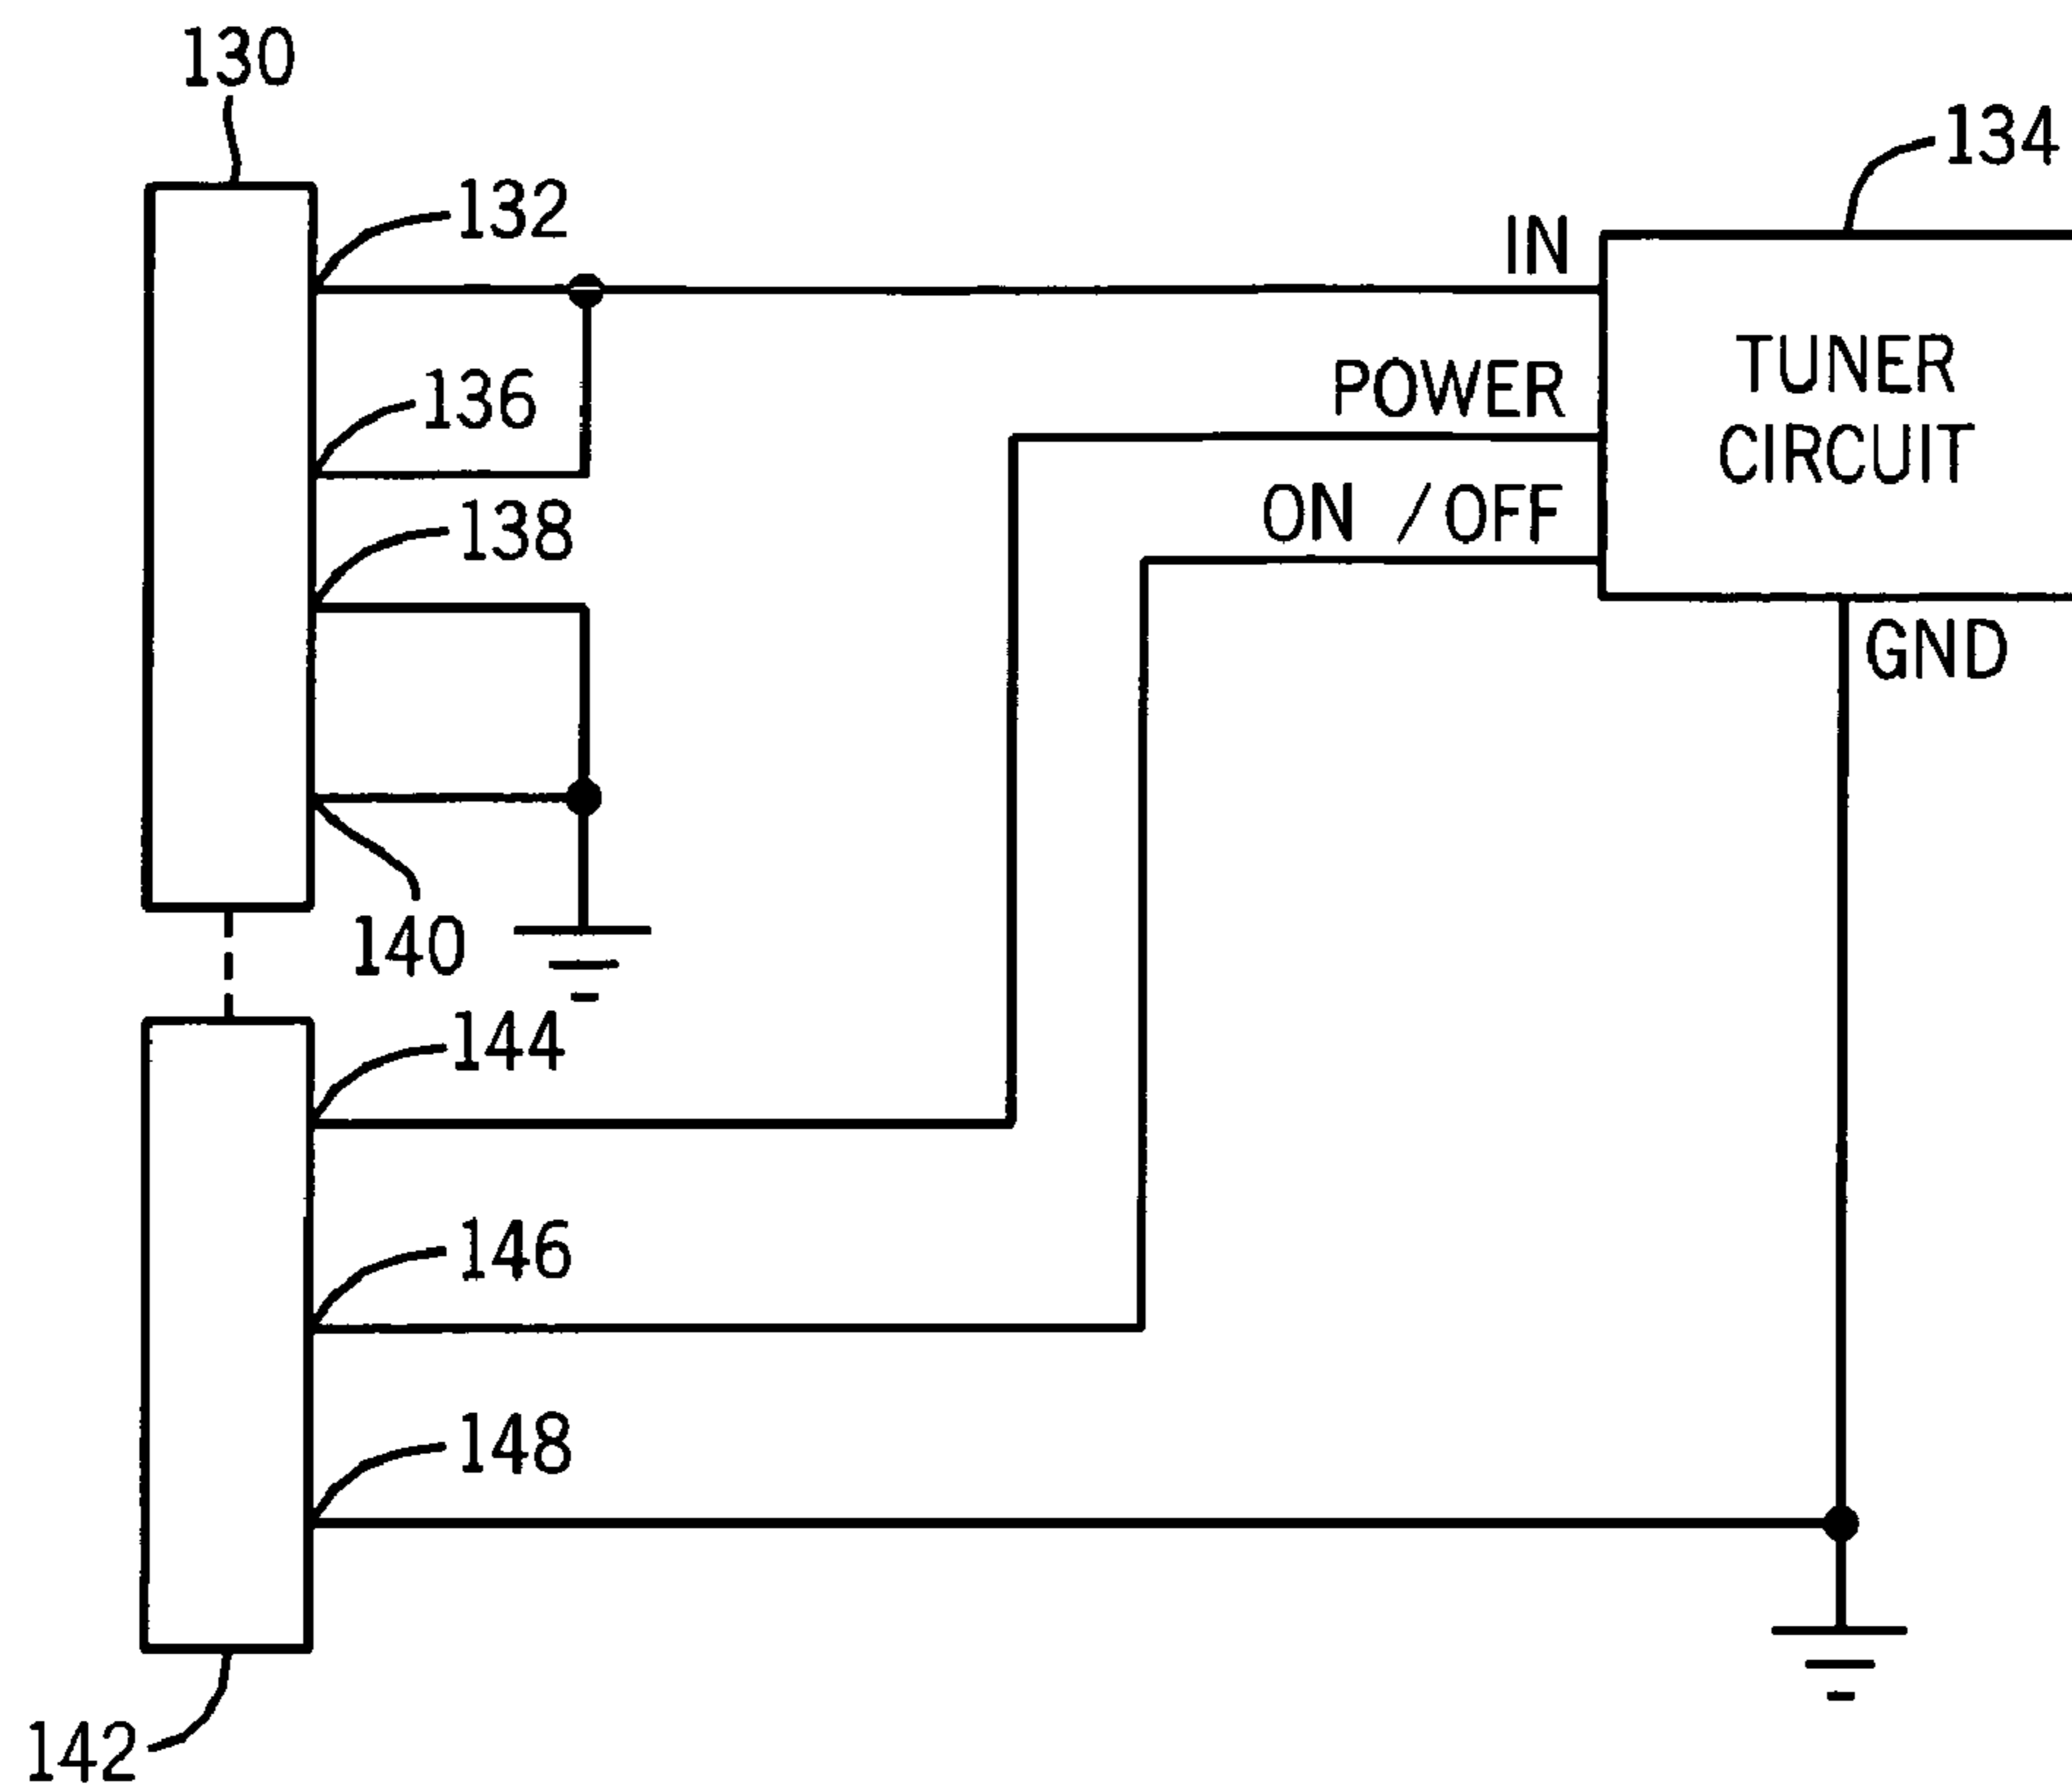 130
134
132
IN
TUNER
CIRCUIT
136
POWER
138
ON / OFF
GND
140
144
146
148
142